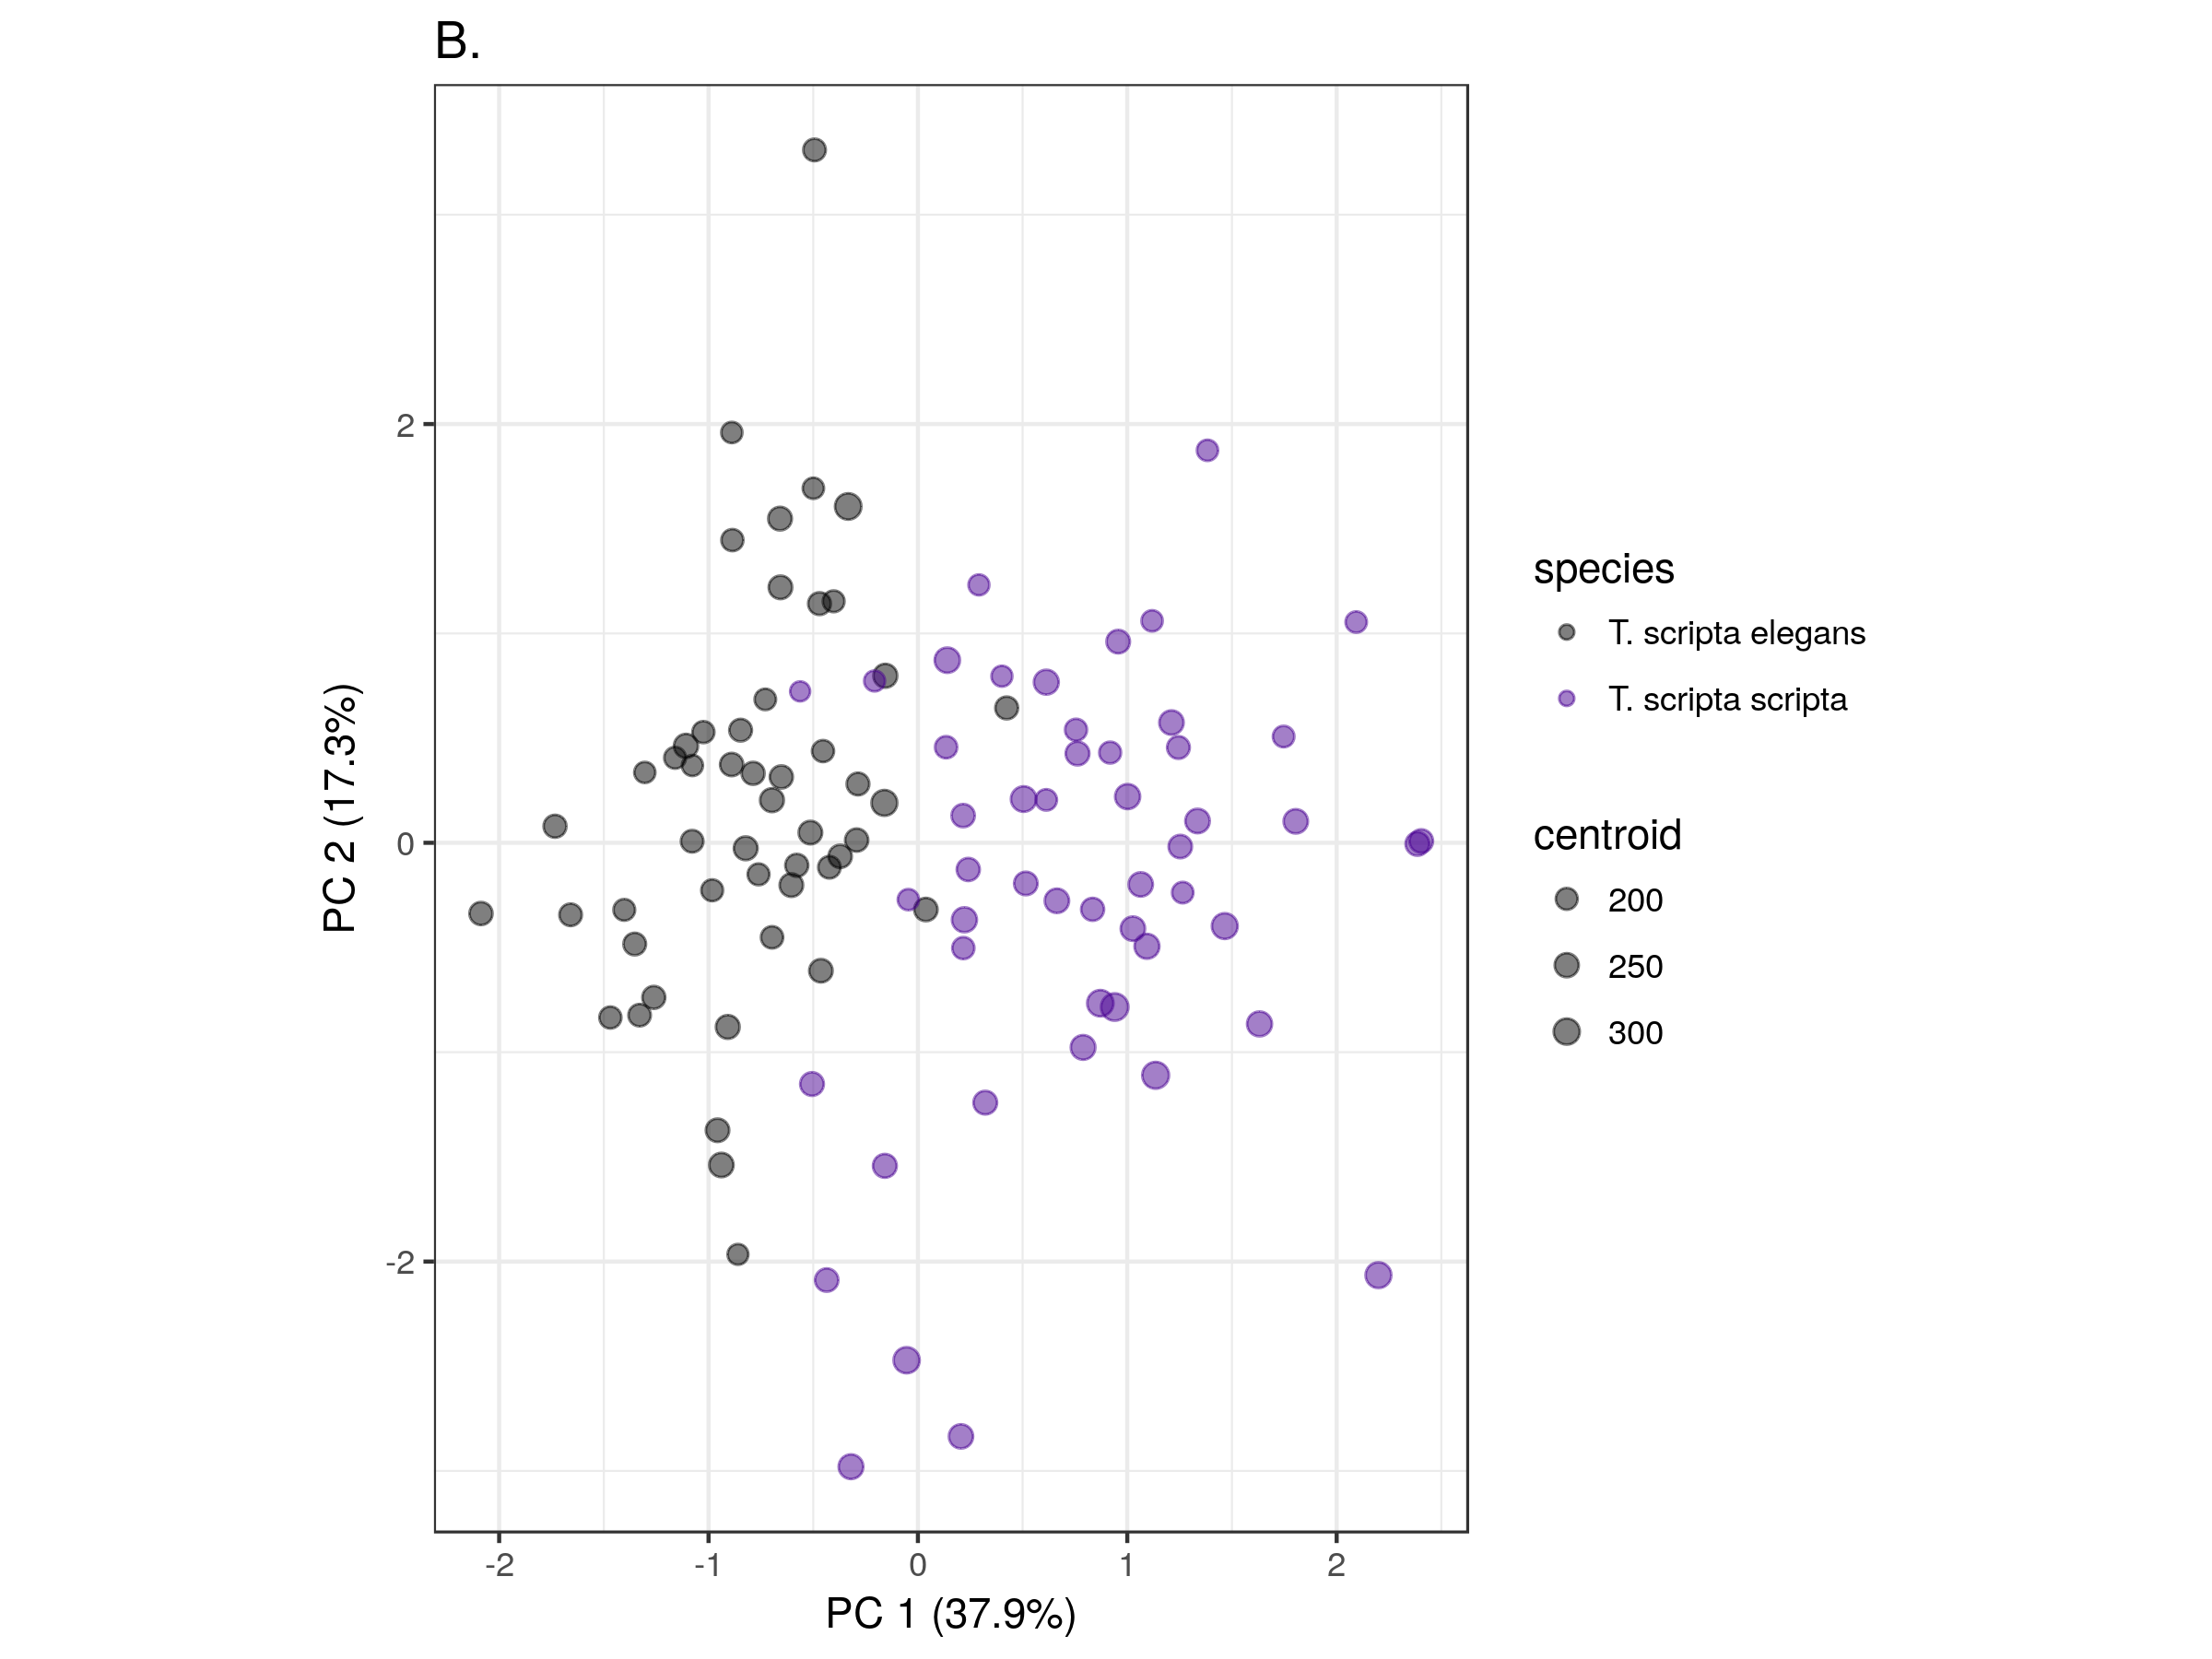 B.
PC 2 (17.3%)
2
0
-2
-2
-1
0
1
2
PC 1 (37.9%)
species
T. scripta elegans
T. scripta scripta
centroid
200
250
300